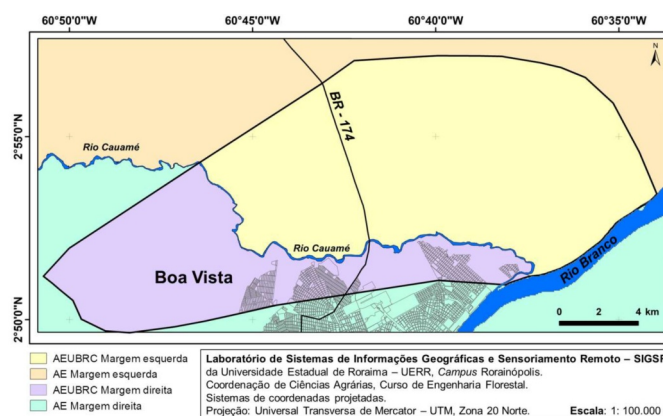 60°50'0"W 60°45'0"W 60°40'0"W 60°35'0"W
N
BR - 174
2°55'0"N
Rio Cauamé
Rio Cauamé
Boa Vista
Rio Branco
2°50'0"N
0 2 4
km
AEUBRC Margem esquerda
AE Margem esquerda
AEUBRC Margem direita
AE Margem direita
Laboratório de Sistemas de Informações Geográficas e Sensoriamento Remoto – SIGSR
da Universidade Estadual de Roraima – UERR, Campus Rorainópolis.
Coordenação de Ciências Agrárias, Curso de Engenharia Florestal.
Sistemas de coordenadas projetadas.
Projeção: Universal Transversa de Mercator – UTM, Zona 20 Norte. Escala: 1: 100.00